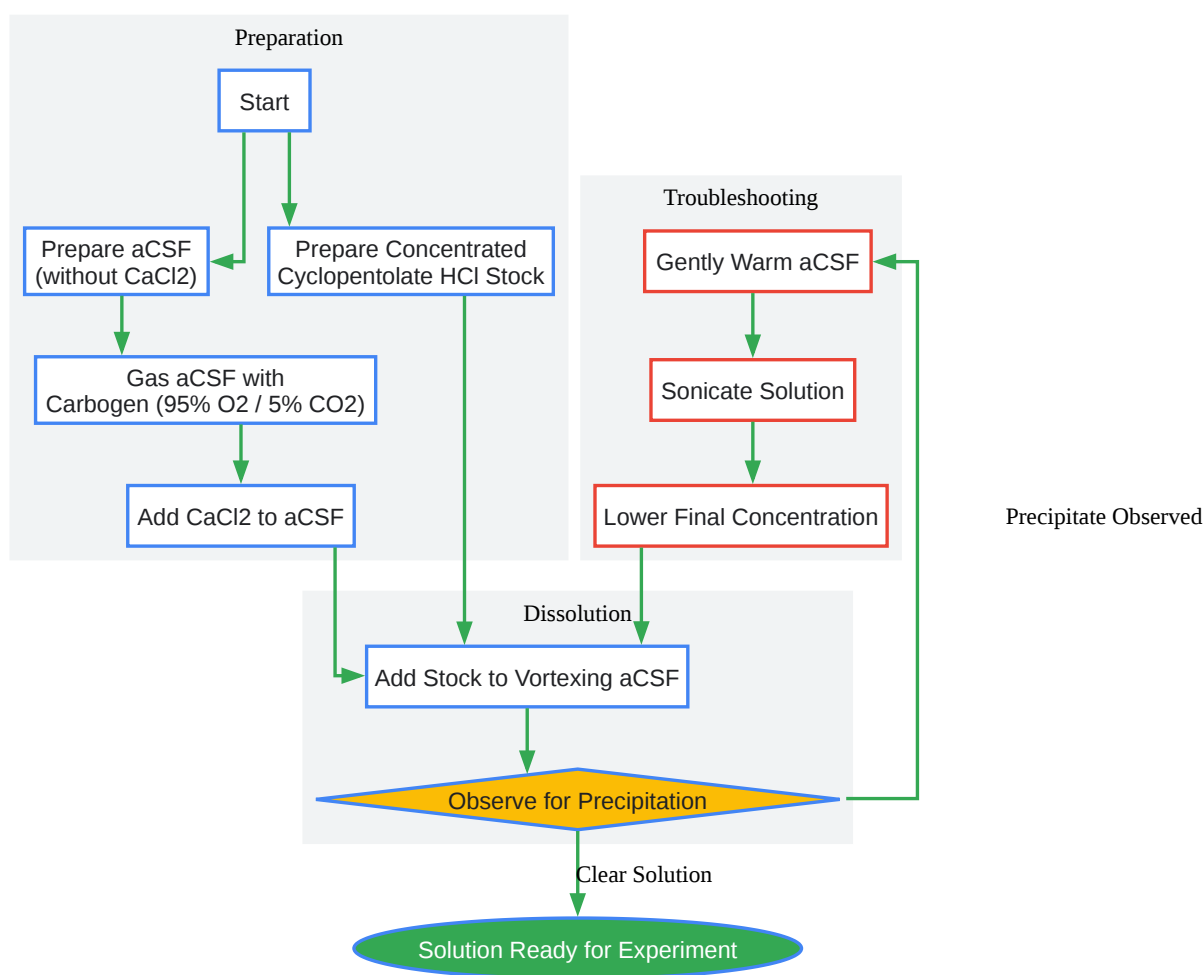 Preparation
Start
Prepare aCSF
(without CaCl2)
Prepare Concentrated
Cyclopentolate HCl Stock
Gas aCSF with
Carbogen (95% O2 / 5% CO2)
Add CaCl2 to aCSF
Troubleshooting
Gently Warm aCSF
Sonicate Solution
Lower Final Concentration
Precipitate Observed
Dissolution
Add Stock to Vortexing aCSF
Observe for Precipitation
Clear Solution
Solution Ready for Experiment